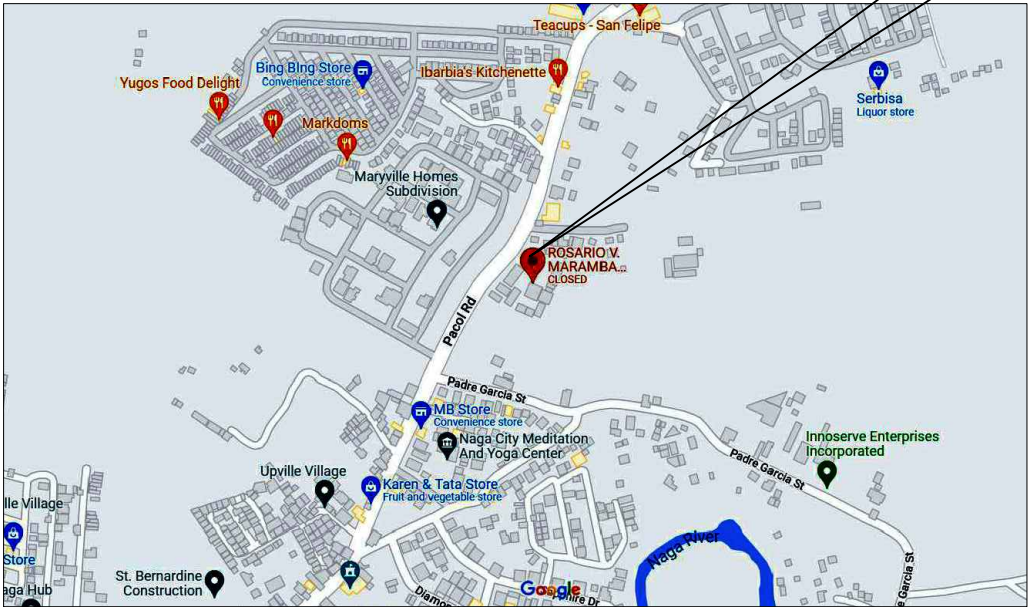 Teacups - San Felipe
Ibarbia's Kitchenette
Bing BIng Store
Convenience store
Yugos Food Delight
Markdoms
Serbisa
Liquor store
Maryville Homes
Subdivision
ROSARIO V.
MARAMBA...
CLOSED
Pacol Rd
Padre Garcia St
MB Store
Convenience store
Naga City Meditation
And Yoga Center
Innoserve Enterprises
Incorporated
Padre Garcia St
Upville Village
Karen & Tata Store
Fruit and vegetable store
lle Village
Store
Naga River
St. Bernardine
Construction
aga Hub
Google
e Garcia St